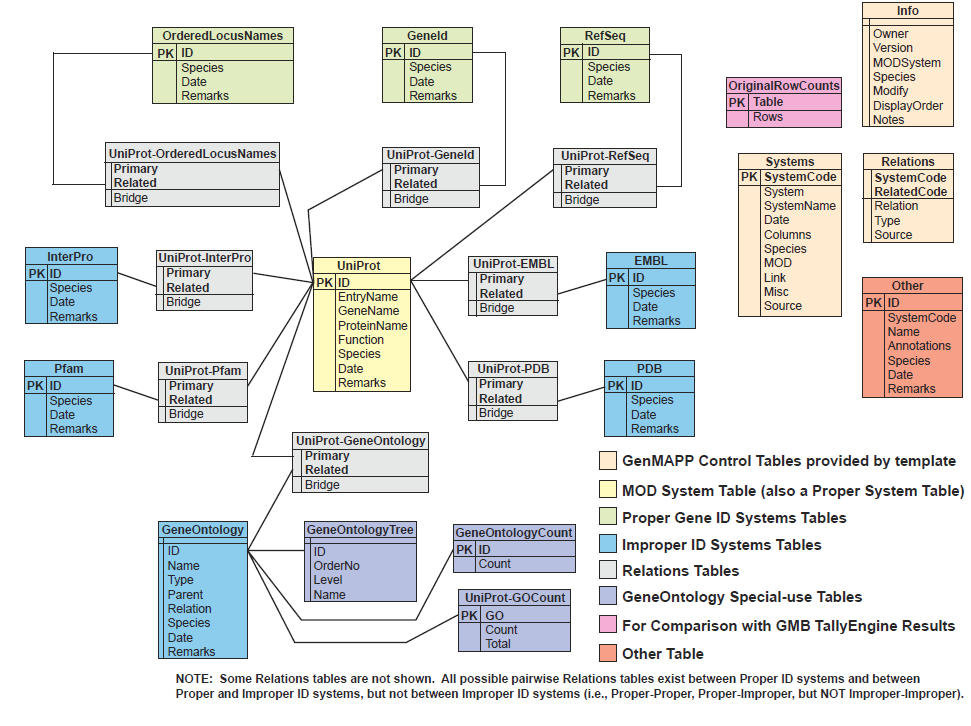 OrderedLocusNames
PK ID
Species
Date
Remarks
GeneId
PK ID
Species
Date
Remarks
RefSeq
PK ID
Species
Date
Remarks
Info
Owner
Version
MODSystem
Species
Modify
DisplayOrder
Notes
OriginalRowCounts
PK Table
Rows
UniProt-OrderedLocusNames
Primary
Related
Bridge
UniProt-GeneId
Primary
Related
Bridge
UniProt-RefSeq
Primary
Related
Bridge
Systems
PK SystemCode
System
SystemName
Date
Columns
Species
MOD
Link
Misc
Source
Relations
SystemCode
RelatedCode
Relation
Type
Source
InterPro
PK ID
Species
Date
Remarks
UniProt-InterPro
Primary
Related
Bridge
UniProt
PK ID
EntryName
GeneName
ProteinName
Function
Species
Date
Remarks
UniProt-EMBL
Primary
Related
Bridge
EMBL
PK ID
Species
Date
Remarks
Other
PK ID
SystemCode
Name
Annotations
Species
Date
Remarks
Pfam
PK ID
Species
Date
Remarks
UniProt-Pfam
Primary
Related
Bridge
UniProt-PDB
Primary
Related
Bridge
PDB
PK ID
Species
Date
Remarks
UniProt-GeneOntology
Primary
Related
Bridge
GeneOntology
ID
Name
Type
Parent
Relation
Species
Date
Remarks
GeneOntologyTree
ID
OrderNo
Level
Name
GeneOntologyCount
PK ID
Count
UniProt-GOCount
PK GO
Count
Total
GenMAPP Control Tables provided by template
MOD System Table (also a Proper System Table)
Proper Gene ID Systems Tables
Improper ID Systems Tables
Relations Tables
GeneOntology Special-use Tables
For Comparison with GMB TallyEngine Results
Other Table
NOTE: Some Relations tables are not shown. All possible pairwise Relations tables exist between Proper ID systems and between
Proper and Improper ID systems, but not between Improper ID systems (i.e., Proper-Proper, Proper-Improper, but NOT Improper-Improper).